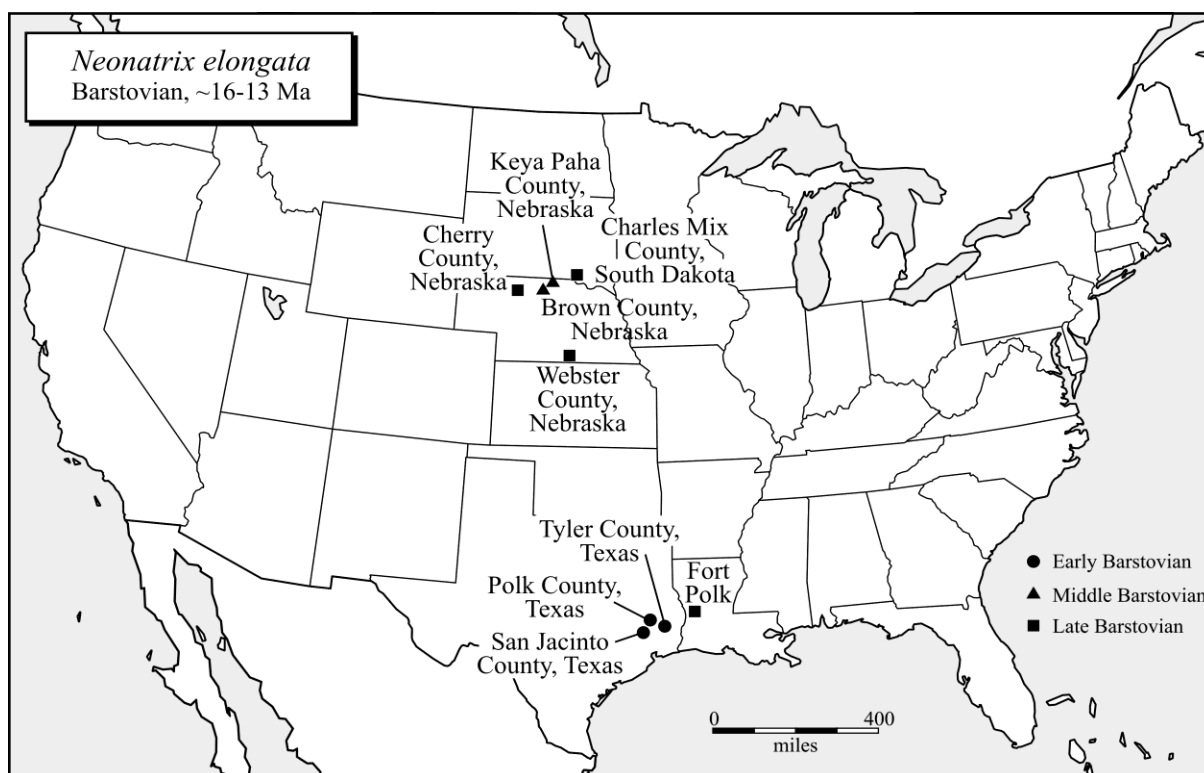 Neonatrix elongata
Barstovian, ~16-13 Ma
Keya Paha
County,
Nebraska
Charles Mix
County,
South Dakota
Cherry
County,
Nebraska
Brown County,
Nebraska
Webster
County,
Nebraska
Tyler County,
Texas
Polk County,
Texas
San Jacinto
County, Texas
Fort
Polk
Early Barstovian
Middle Barstovian
Late Barstovian
0 400
miles